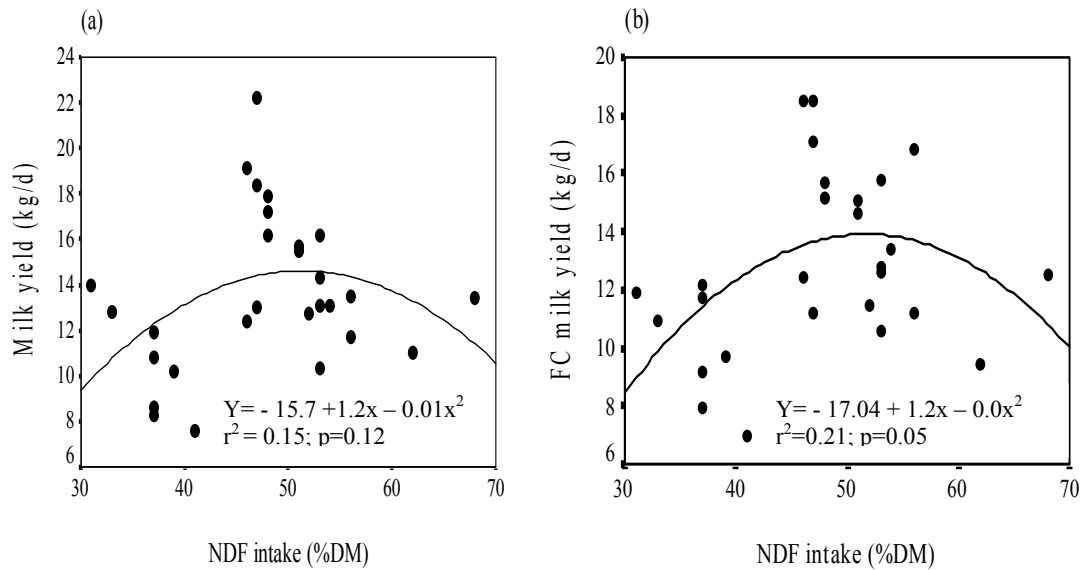 (a)
24
22
20
18
16
14
12
10
8
6
Milk yield (kg/d)
30
40
50
60
70
NDF intake (%DM)
Y= - 15.7 +1.2x – 0.01x²
r² = 0.15; p=0.12
(b)
20
18
16
14
12
10
8
6
FC milk yield (kg/d)
30
40
50
60
70
NDF intake (%DM)
Y= - 17.04 + 1.2x – 0.0x²
r²=0.21; p=0.05